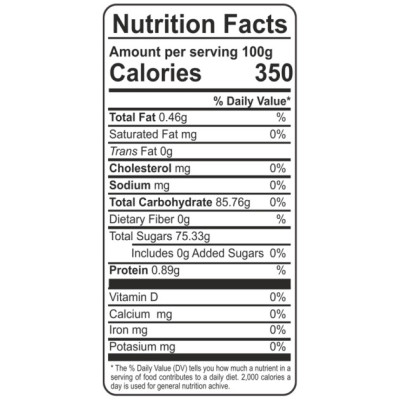 Nutrition Facts
Amount per serving 100g
Calories 350
% Daily Value*
Total Fat 0.46g %
Saturated Fat mg 0%
Trans Fat 0g
Cholesterol mg 0%
Sodium mg 0%
Total Carbohydrate 85.76g 0%
Dietary Fiber 0g %
Total Sugars 75.33g
Includes 0g Added Sugars 0%
Protein 0.89g %
Vitamin D 0%
Calcium mg 0%
Iron mg 0%
Potasium mg 0%
* The % Daily Value (DV) tells you how much a nutrient in a
serving of food contributes to a daily diet. 2,000 calories a
day is used for general nutrition achive.